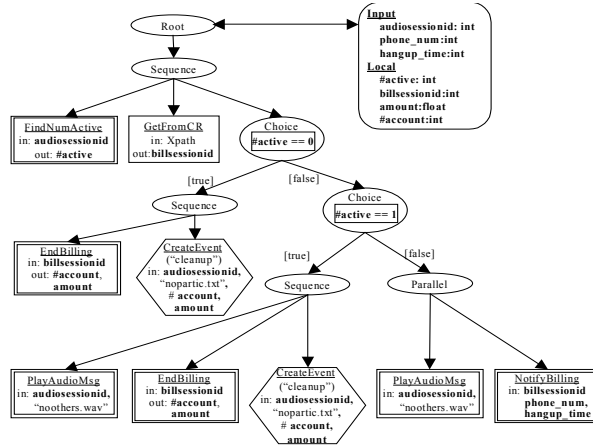 Root
Input
audiosessionid: int
phone_num:int
hangup_time:int
Local
#active: int
billsessionid:int
amount:float
#account:int
Sequence
FindNumActive
in: audiosessionid
out: #active
GetFromCR
in: Xpath
out:billsessionid
Choice
#active == 0
[true]
[false]
Sequence
Choice
#active == 1
EndBilling
in: billsessionid
out: #account,
amount
CreateEvent
("cleanup")
in: audiosessionid,
"nopartic.txt",
# account,
amount
[true]
[false]
Sequence
Parallel
PlayAudioMsg
in: audiosessionid,
"noothers.wav"
EndBilling
in: billsessionid
out: #account,
amount
CreateEvent
("cleanup")
in: audiosessionid,
"nopartic.txt",
# account,
amount
PlayAudioMsg
in: audiosessionid,
"noothers.wav"
NotifyBilling
in: billsessionid
phone_num,
hangup_time